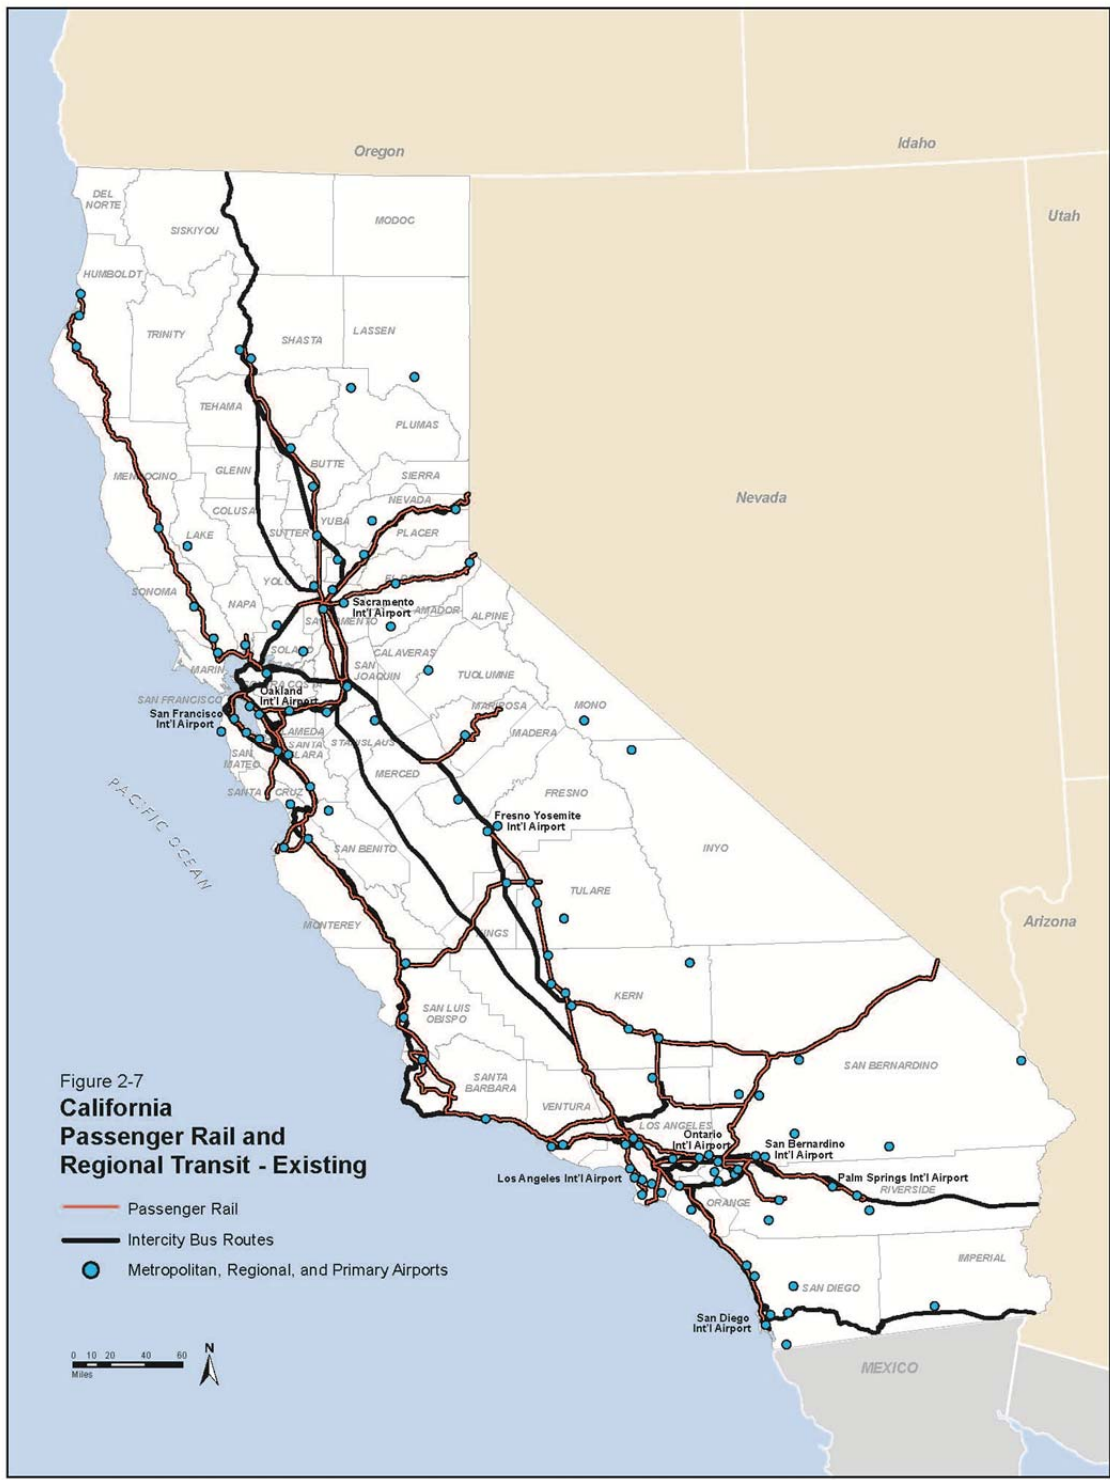 Oregon
Idaho
Utah
DEL
NORTE
SISKIYOU
MODOC
HUMBOLDT
TRINITY
SHASTA
LASSEN
TEHAMA
PLUMAS
MENDOCINO
GLENN
BUTTE
SIERRA
NEVADA
COLUSA
YUBA
SUTTER
PLACER
LAKE
Nevada
YOLO
SONOMA
NAPA
Sacramento
Int'l Airport
AMADOR
ALPINE
SACRAMENTO
SOLANO
CALAVERAS
MARIN
SAN
JOAQUIN
TUOLUMNE
CONTRA COSTA
Oakland
Int'l Airport
SAN FRANCISCO
San Francisco
Int'l Airport
MARIPOSA
MONO
ALAMEDA
STANISLAUS
MADERA
SANTA
CLARA
SAN
MATEO
MERCED
SANTA CRUZ
FRESNO
PACIFIC OCEAN
Fresno Yosemite
Int'l Airport
SAN BENITO
INYO
TULARE
MONTEREY
KINGS
Arizona
KERN
SAN LUIS
OBISPO
SAN BERNARDINO
SANTA
BARBARA
VENTURA
LOS ANGELES
Ontario
Int'l Airport
San Bernardino
Int'l Airport
Los Angeles Int'l Airport
Palm Springs Int'l Airport
RIVERSIDE
ORANGE
IMPERIAL
SAN DIEGO
San Diego
Int'l Airport
MEXICO
Figure 2-7
California
Passenger Rail and
Regional Transit - Existing
Passenger Rail
Intercity Bus Routes
Metropolitan, Regional, and Primary Airports
0 10 20 40 60
Miles
N